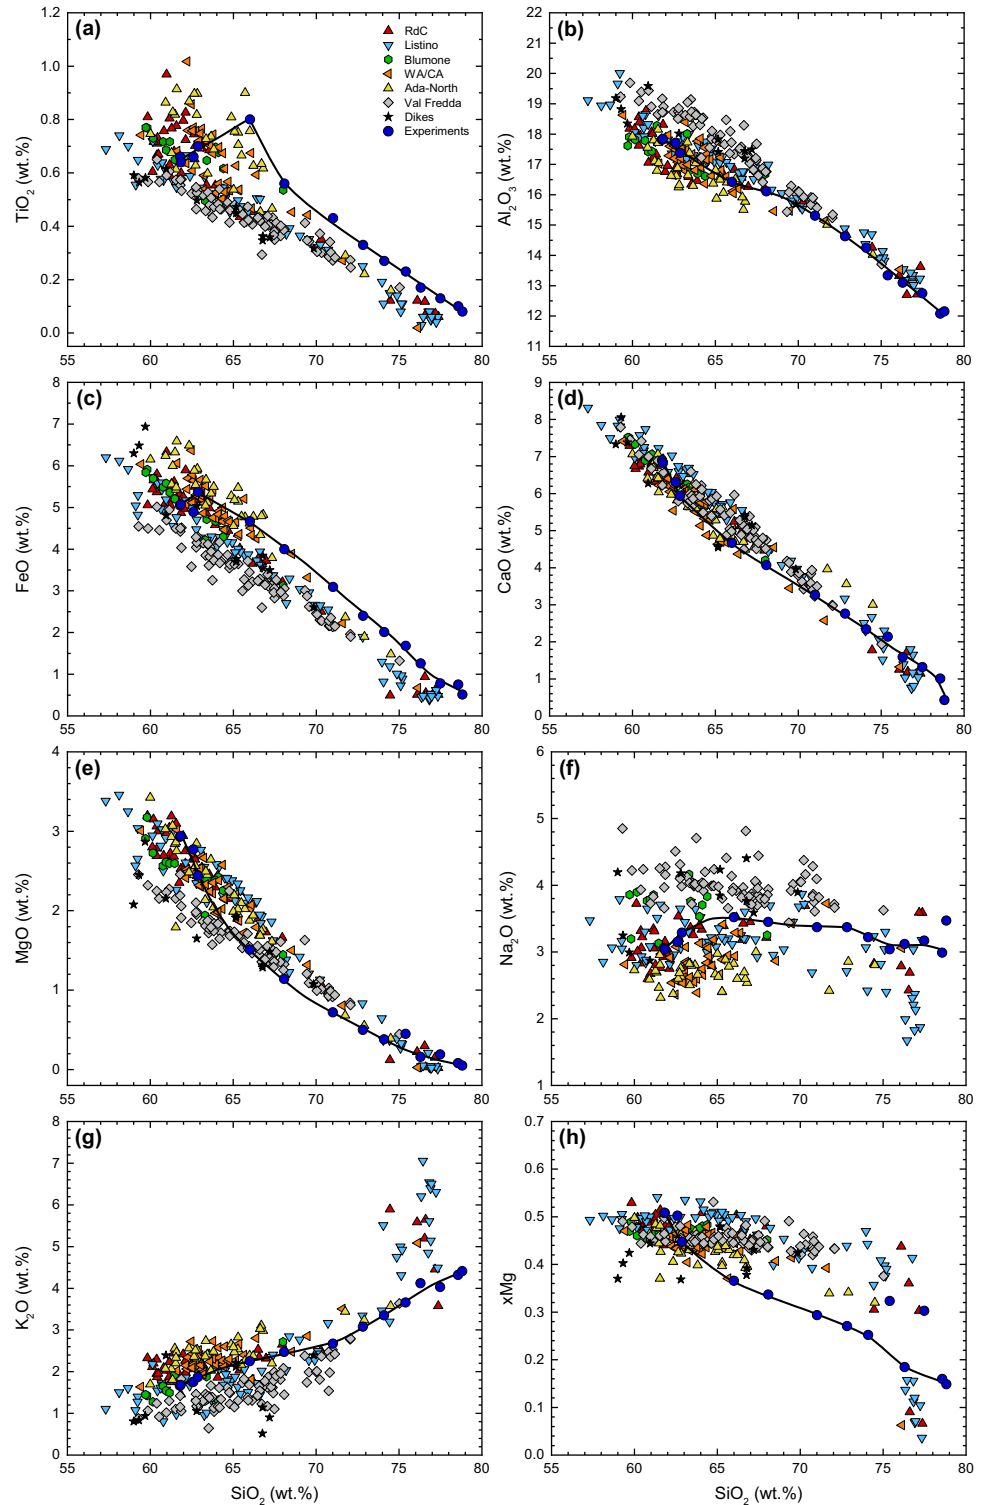 (a)
RdC
Listino
Blumone
WA/CA
Ada-North
Val Fredda
Dikes
Experiments
1.2
1.0
0.8
0.6
0.4
0.2
0.0
TiO2 (wt.%)
55 60 65 70 75 80
(b)
22
21
20
19
18
17
16
15
14
13
12
11
Al2O3 (wt.%)
55 60 65 70 75 80
(c)
8
7
6
5
4
3
2
1
0
FeO (wt.%)
55 60 65 70 75 80
(d)
9
8
7
6
5
4
3
2
1
0
CaO (wt.%)
55 60 65 70 75 80
(e)
4
3
2
1
0
MgO (wt.%)
55 60 65 70 75 80
(f)
6
5
4
3
2
1
Na2O (wt.%)
55 60 65 70 75 80
(g)
8
7
6
5
4
3
2
1
0
K2O (wt.%)
55 60 65 70 75 80
SiO2 (wt.%)
(h)
0.7
0.6
0.5
0.4
0.3
0.2
0.1
0.0
xMg
55 60 65 70 75 80
SiO2 (wt.%)